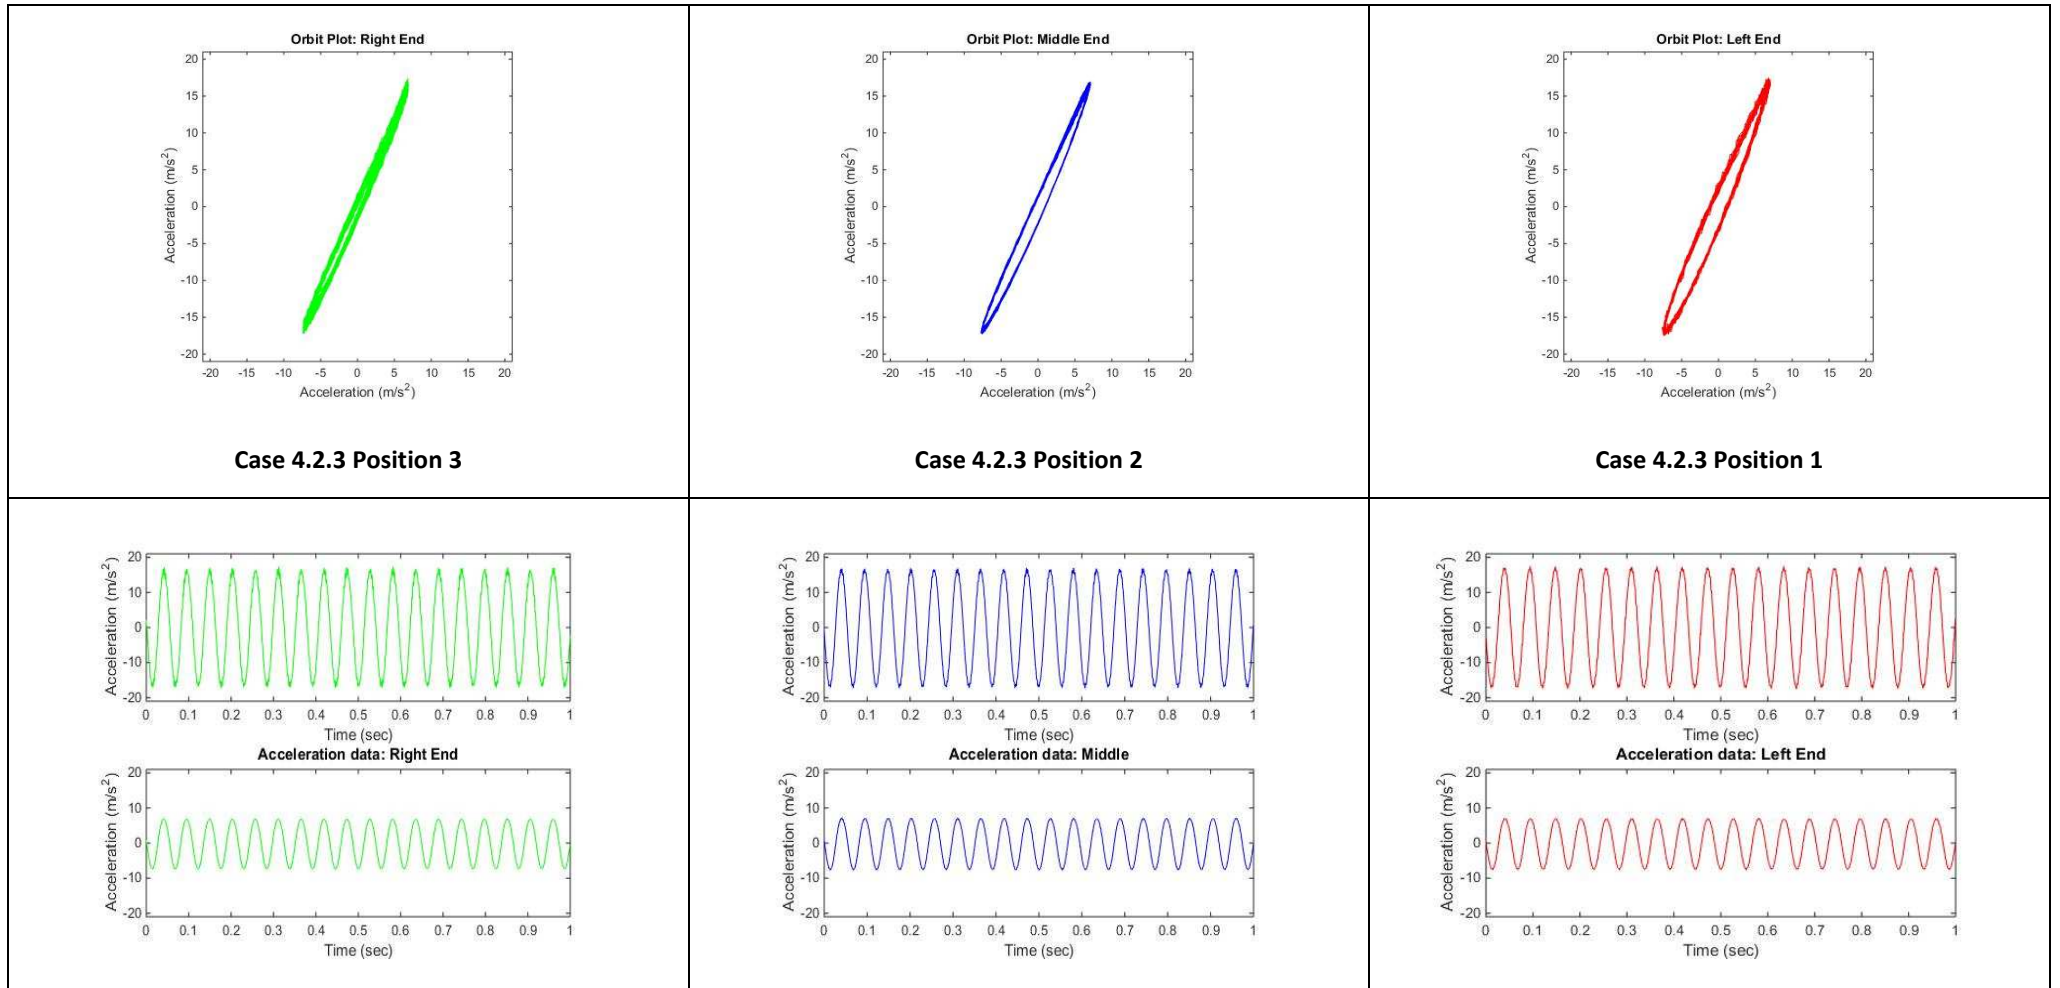 Orbit Plot: Right End
20
15
10
5
0
-5
-10
-15
-20
Acceleration (m/s²)
-20 -15 -10 -5 0 5 10 15 20
Acceleration (m/s²)
Case 4.2.3 Position 3
Orbit Plot: Middle End
20
15
10
5
0
-5
-10
-15
-20
Acceleration (m/s²)
-20 -15 -10 -5 0 5 10 15 20
Acceleration (m/s²)
Case 4.2.3 Position 2
Orbit Plot: Left End
20
15
10
5
0
-5
-10
-15
-20
Acceleration (m/s²)
-20 -15 -10 -5 0 5 10 15 20
Acceleration (m/s²)
Case 4.2.3 Position 1
20
10
0
-10
-20
Acceleration (m/s²)
0 0.1 0.2 0.3 0.4 0.5 0.6 0.7 0.8 0.9 1
Time (sec)
Acceleration data: Right End
20
10
0
-10
-20
Acceleration (m/s²)
0 0.1 0.2 0.3 0.4 0.5 0.6 0.7 0.8 0.9 1
Time (sec)
20
10
0
-10
-20
Acceleration (m/s²)
0 0.1 0.2 0.3 0.4 0.5 0.6 0.7 0.8 0.9 1
Time (sec)
Acceleration data: Middle
20
10
0
-10
-20
Acceleration (m/s²)
0 0.1 0.2 0.3 0.4 0.5 0.6 0.7 0.8 0.9 1
Time (sec)
20
10
0
-10
-20
Acceleration (m/s²)
0 0.1 0.2 0.3 0.4 0.5 0.6 0.7 0.8 0.9 1
Time (sec)
Acceleration data: Left End
20
10
0
-10
-20
Acceleration (m/s²)
0 0.1 0.2 0.3 0.4 0.5 0.6 0.7 0.8 0.9 1
Time (sec)